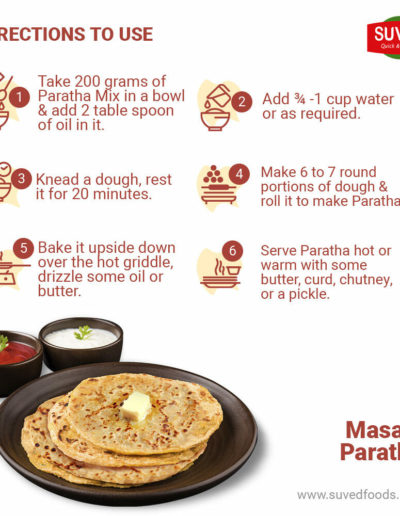 RECTIONS TO USE
SUVE
Quick &
1
Take 200 grams of
Paratha Mix in a bowl
& add 2 table spoon
of oil in it.
2
Add ¾ -1 cup water
or as required.
3
Knead a dough, rest
it for 20 minutes.
4
Make 6 to 7 round
portions of dough &
roll it to make Paratha
5
Bake it upside down
over the hot griddle,
drizzle some oil or
butter.
6
Serve Paratha hot or
warm with some
butter, curd, chutney,
or a pickle.
Masa
Parath
www.suvedfoods.